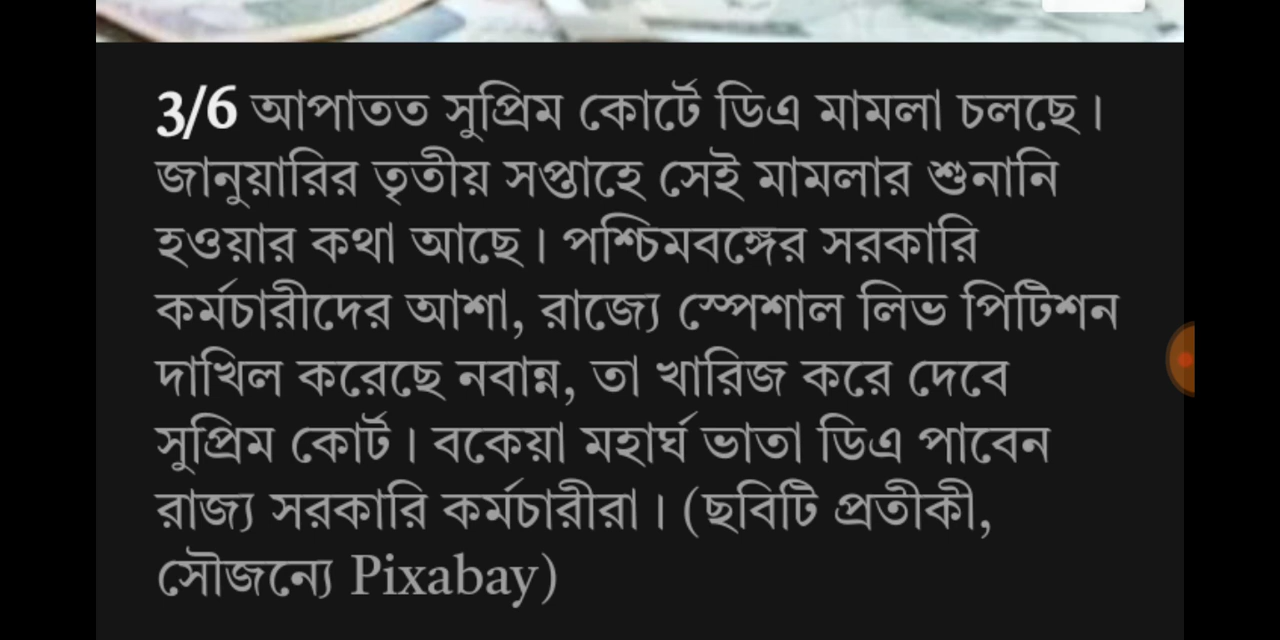 3/6 আপাতত সুপ্রিম কোর্টে ডিএ মামলা চলছে।
জানুয়ারির তৃতীয় সপ্তাহে সেই মামলার শুনানি
হওয়ার কথা আছে। পশ্চিমবঙ্গের সরকারি
কর্মচারীদের আশা, রাজ্যে স্পেশাল লিভ পিটিশন
দাখিল করেছে নবান্ন, তা খারিজ করে দেবে
সুপ্রিম কোর্ট। বকেয়া মহার্ঘ ভাতা ডিএ পাবেন
রাজ্য সরকারি কর্মচারীরা। (ছবিটি প্রতীকী,
সৌজন্যে Pixabay)